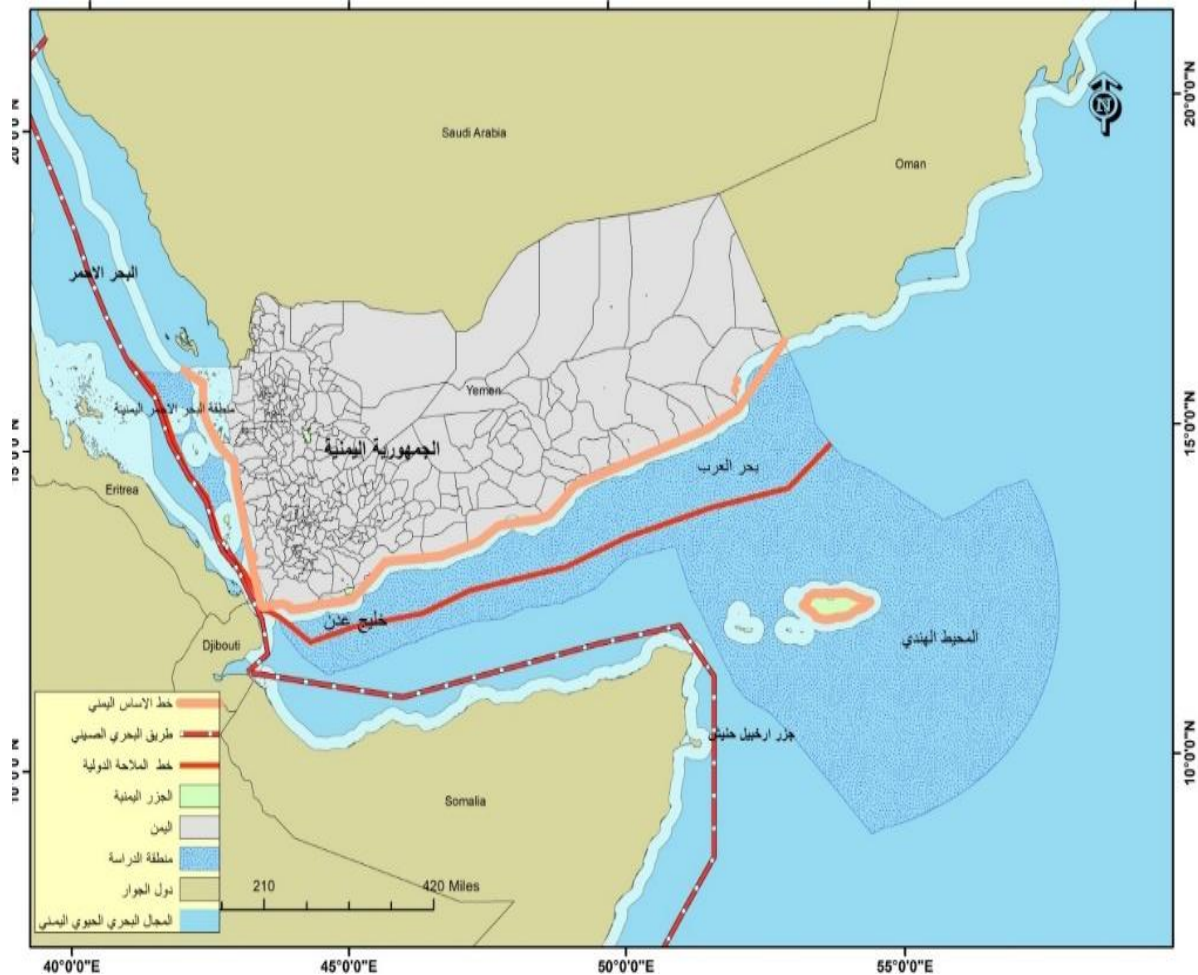 20°0'0"N
Saudi Arabia
Oman
البحر الاحمر
15°0'0"N
Yemen
منطقة البحر الاحمر اليمنية
الجمهورية اليمنية
بحر العرب
Eritrea
خليج عدن
المحيط الهندي
Djibouti
جزر ارخبيل حنيش
10°0'0"N
Somalia
خط الاساس اليمني
طريق البحري الصيني
خط الملاحة الدولية
الجزر اليمنية
اليمن
منطقة الدراسة
دول الجوار
المجال البحري الحيوي اليمني
210
420 Miles
40°0'0"E
45°0'0"E
50°0'0"E
55°0'0"E
N